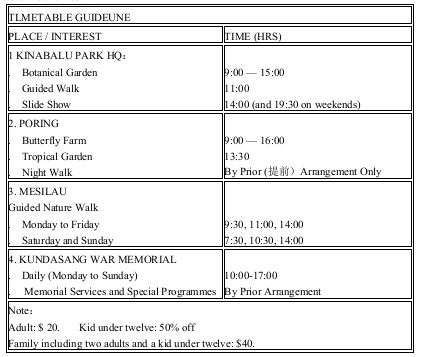 TLMETABLE GUIDEUNE
PLACE / INTEREST TIME (HRS)
1 KINABALU PARK HQ:
. Botanical Garden 9:00 — 15:00
. Guided Walk 11:00
. Slide Show 14:00 (and 19:30 on weekends)
2. PORING
. Butterfly Farm 9:00 — 16:00
. Tropical Garden 13:30
. Night Walk By Prior (提前) Arrangement Only
3. MESILAU
Guided Nature Walk
. Monday to Friday 9:30, 11:00, 14:00
. Saturday and Sunday 7:30, 10:30, 14:00
4. KUNDASANG WAR MEMORIAL
. Daily (Monday to Sunday) 10:00-17:00
. Memorial Services and Special Programmes By Prior Arrangement
Note:
Adult: $ 20. Kid under twelve: 50% off
Family including two adults and a kid under twelve: $40.